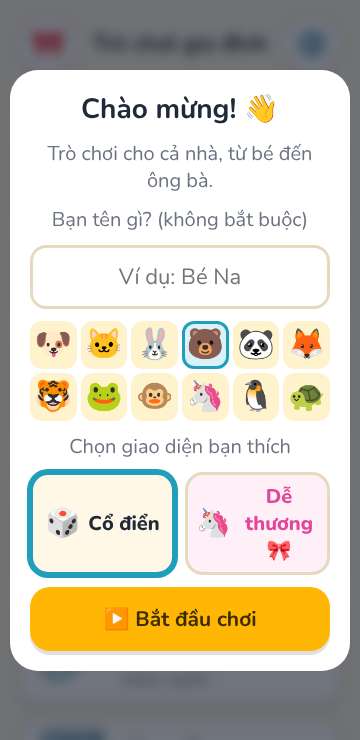 Chào mừng! 👋
Trò chơi cho cả nhà, từ bé đến
ông bà.
Bạn tên gì? (không bắt buộc)
Ví dụ: Bé Na
Chọn giao diện bạn thích
Cổ điển
Dễ
thương
🎀
▶️ Bắt đầu chơi